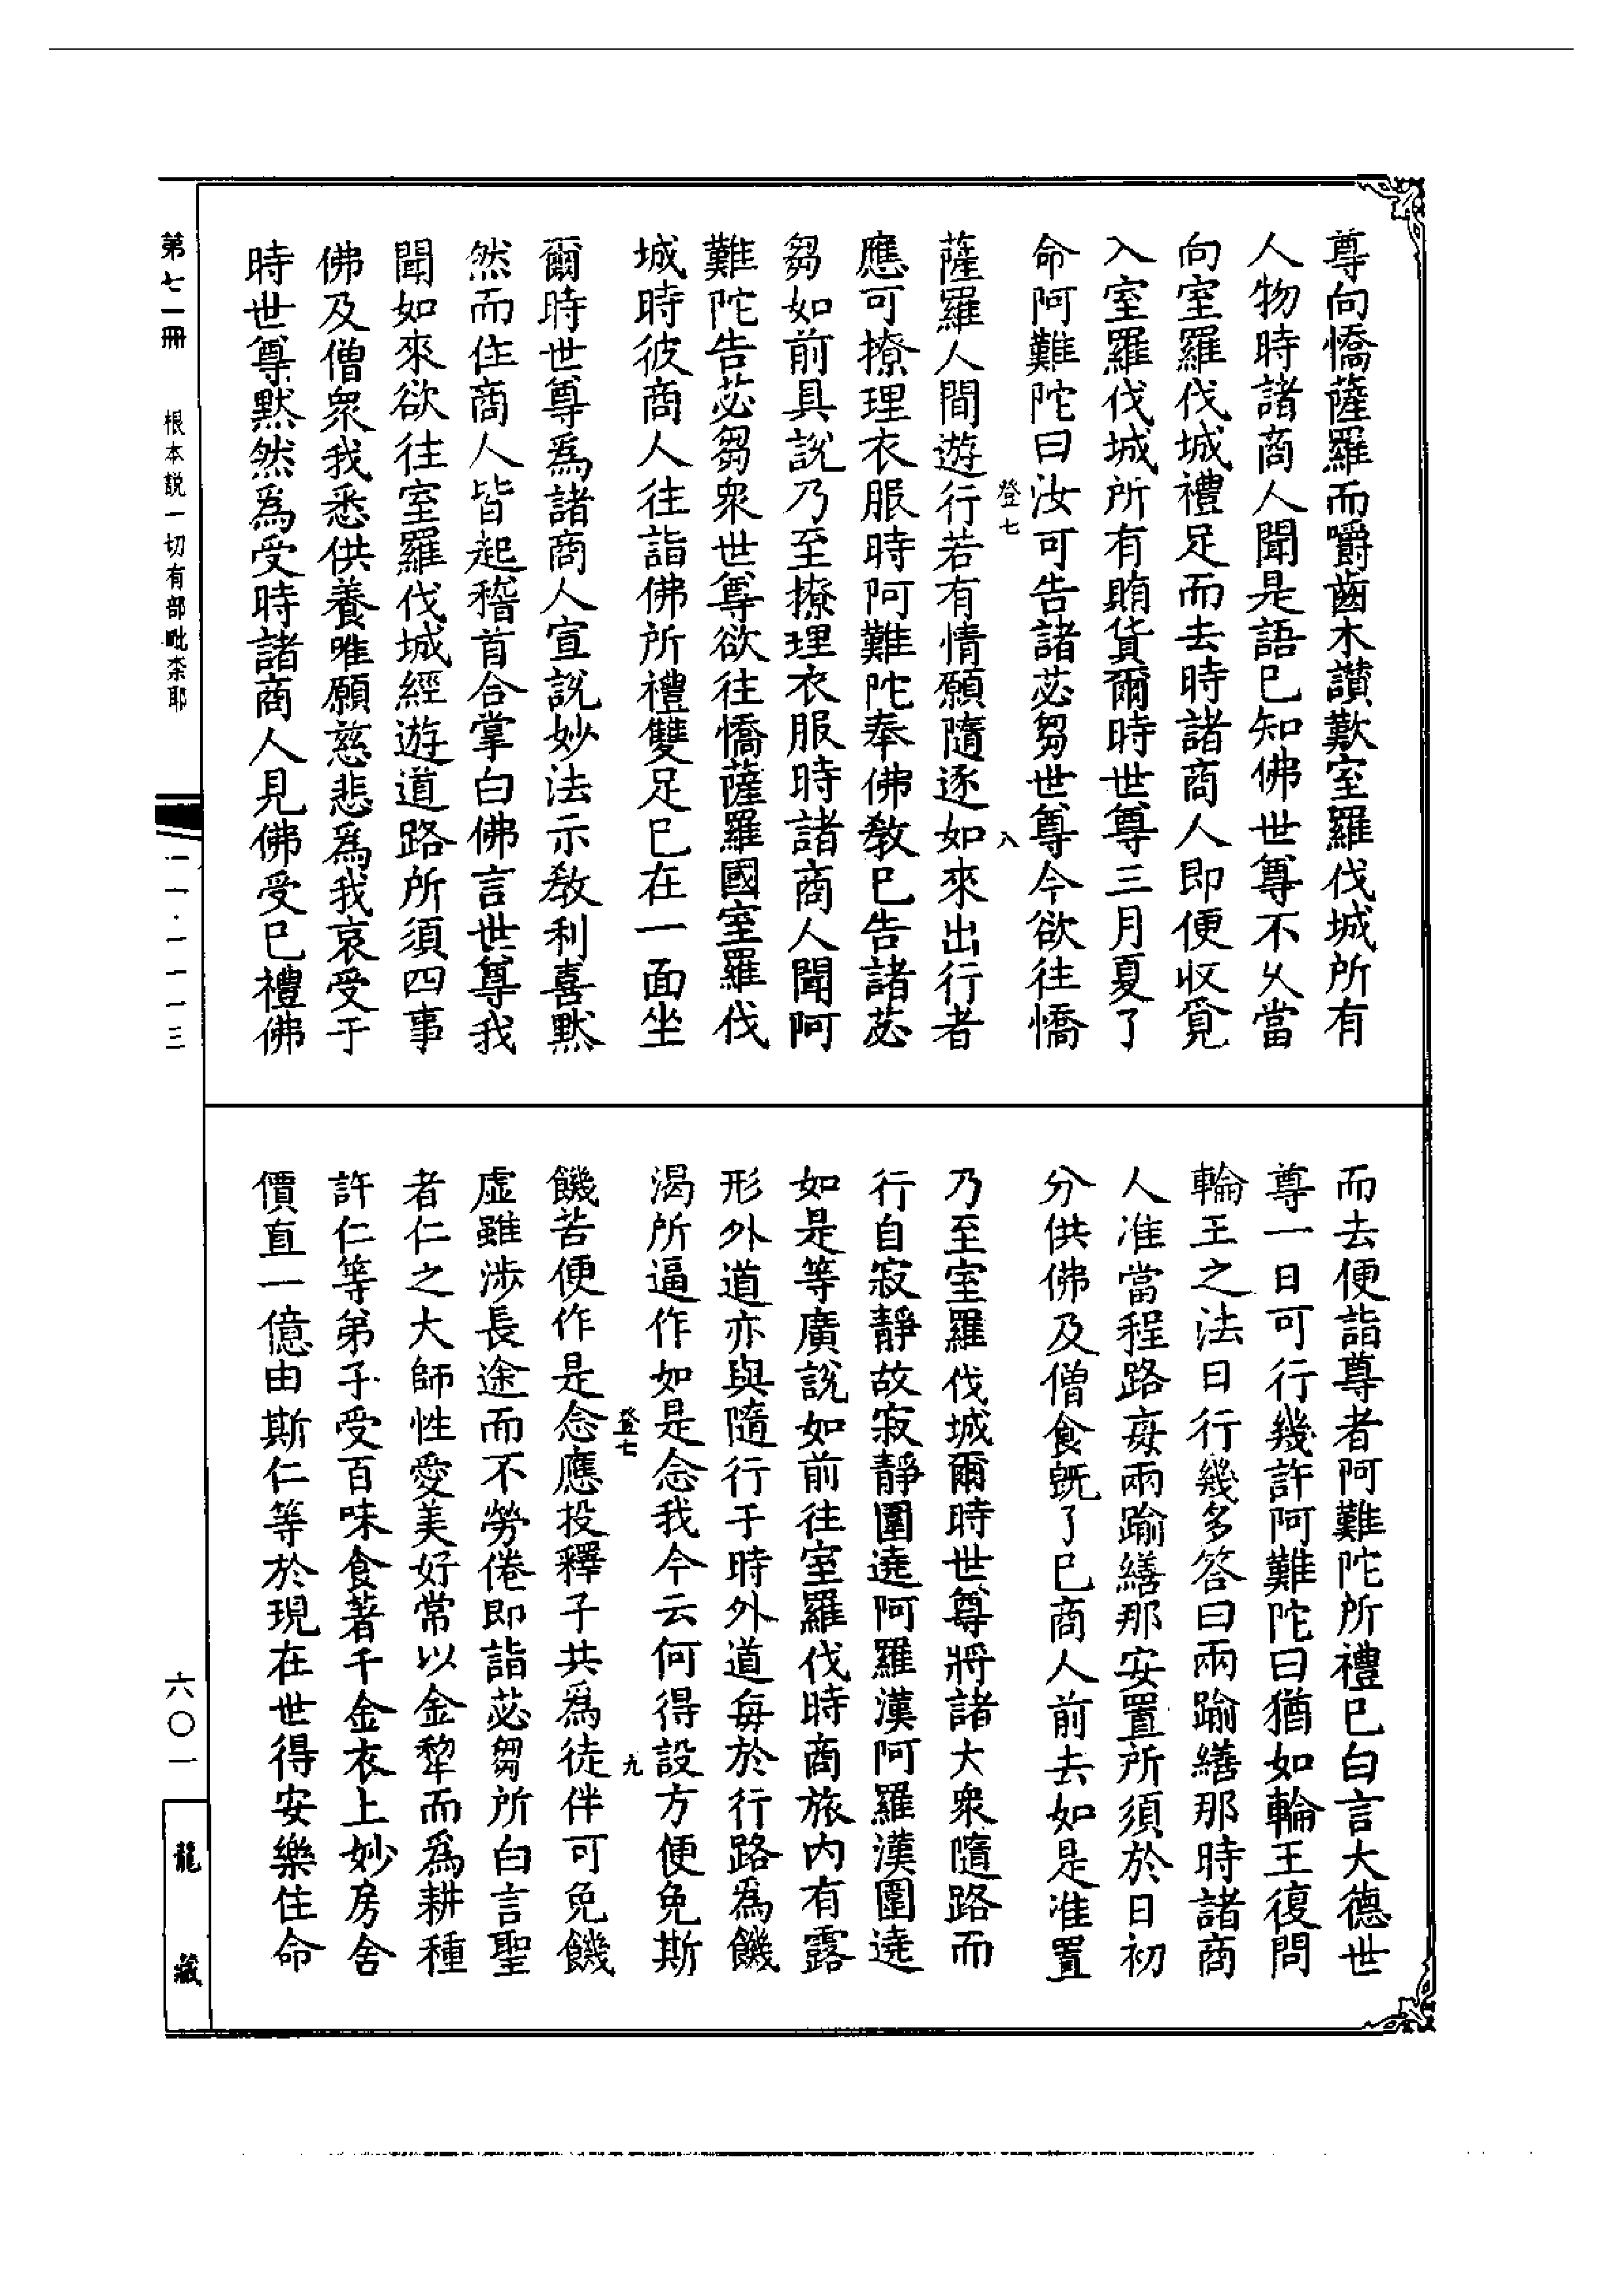 尊向憍薩羅而嚼齒木讃歎室羅伐城所有
人物時諸商人聞是語已知佛世尊不久當
向室羅伐城禮足而去時諸商人即便收覓
入室羅伐城所有賄貨爾時世尊三月夏了
命阿難陀曰汝可告諸苾芻世尊今欲往憍
登七 八
薩羅人間遊行若有情願隨逐如來出行者
應可撩理衣服時阿難陀奉佛教已告諸苾
芻如前具説乃至撩理衣服時諸商人聞阿
難陀告苾芻衆世尊欲往憍薩羅國室羅伐
城時彼商人往詣佛所禮雙足已在一面坐
爾時世尊爲諸商人宣説妙法示教利喜默
然而住商人皆起稽首合掌白佛言世尊我
聞如來欲往室羅伐城經遊道路所須四事
佛及僧衆我悉供養唯願慈悲爲我哀受于
時世尊默然爲受時諸商人見佛受已禮佛
而去便詣尊者阿難陀所禮已白言大德世
尊一日可行幾許阿難陀曰猶如輪王復問
輪王之法日行幾多答曰兩踰繕那時諸商
人准當程路每兩踰繕那安置所須於日初
分供佛及僧食既了已商人前去如是准置
乃至室羅伐城爾時世尊將諸大衆隨路而
行自寂靜故寂靜圍遶阿羅漢阿羅漢圍遶
如是等廣説如前往室羅伐時商旅内有露
形外道亦與隨行于時外道每於行路爲饑
渴所逼作如是念我今云何得設方便免斯
登七 九
饑苦便作是念應投釋子共爲徒伴可免饑
虛雖涉長途而不勞倦即詣苾芻所白言聖
者仁之大師性愛美好常以金犂而爲耕種
許仁等弟子受百味食著千金衣上妙房舍
價直一億由斯仁等於現在世得安樂住命
第七一冊 根本説一切有部毗柰耶 一一·一一一三
六〇一 龍藏